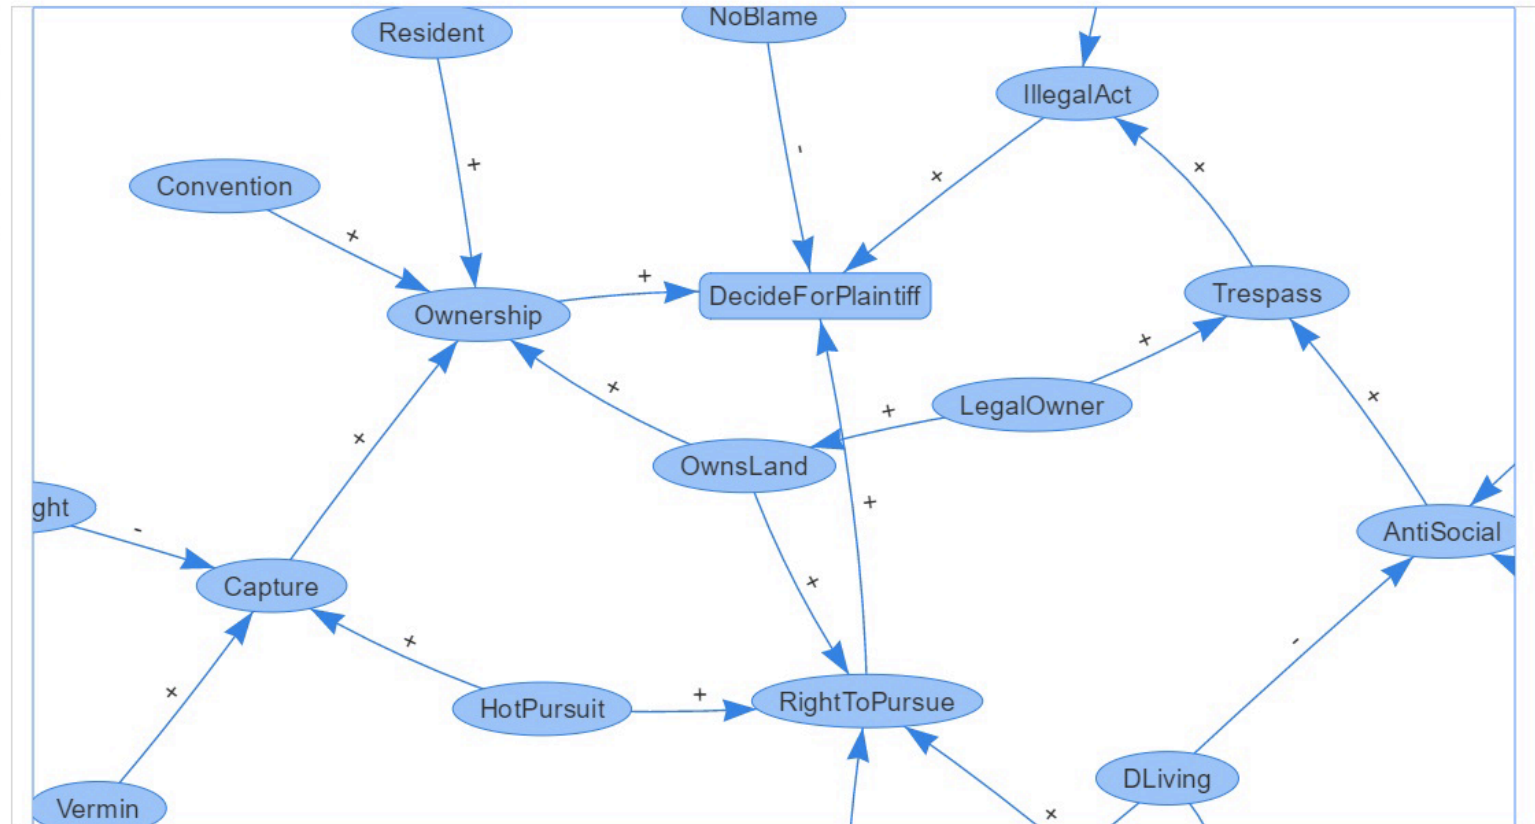 Resident
NoBlame
IllegalAct
+
-
+
+
Convention
+
+
DecideForPlaintiff
Trespass
Ownership
+
+
+
LegalOwner
+
+
OwnsLand
+
ght
-
AntiSocial
Capture
+
+
-
+
+
HotPursuit
RightToPursue
DLiving
Vermin
+